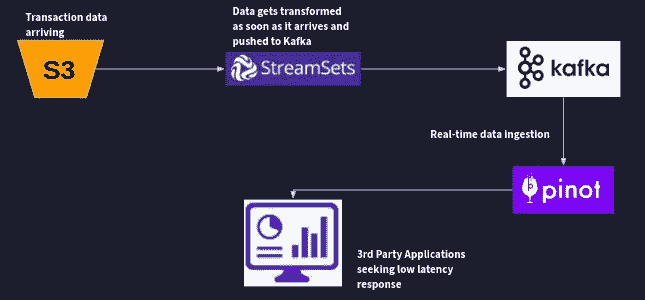 Transaction data
arriving
S3
Data gets transformed
as soon as it arrives and
pushed to Kafka
StreamSets
kafka
Real-time data ingestion
pinot
3rd Party Applications
seeking low latency
response